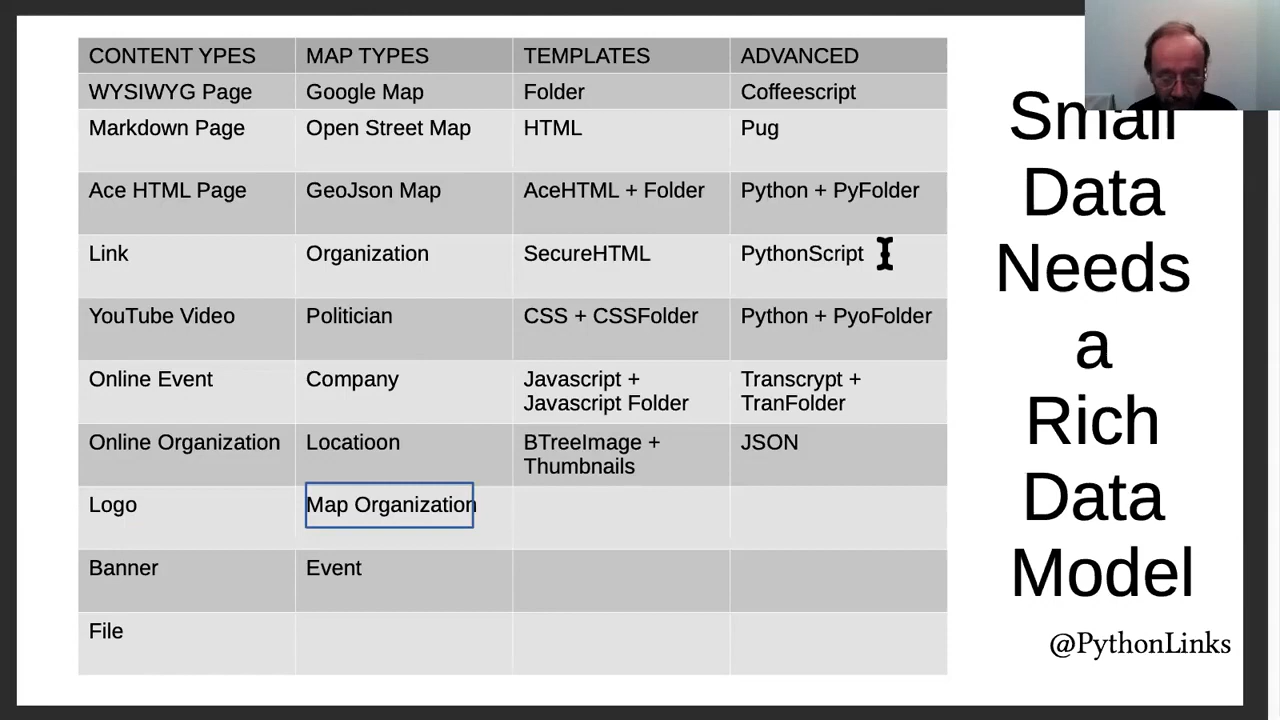 CONTENT YPES MAP TYPES TEMPLATES ADVANCED
WYSIWYG Page Google Map Folder Coffeescript
Markdown Page Open Street Map HTML Pug
Ace HTML Page GeoJson Map AceHTML + Folder Python + PyFolder
Link Organization SecureHTML PythonScript
YouTube Video Politician CSS + CSSFolder Python + PyoFolder
Online Event Company Javascript + Transcrypt +
Javascript Folder TranFolder
Online Organization Locatioon BTreeImage + JSON
Thumbnails
Logo Map Organization
Banner Event
File
Small
Data
Needs
a
Rich
Data
Model
@PythonLinks